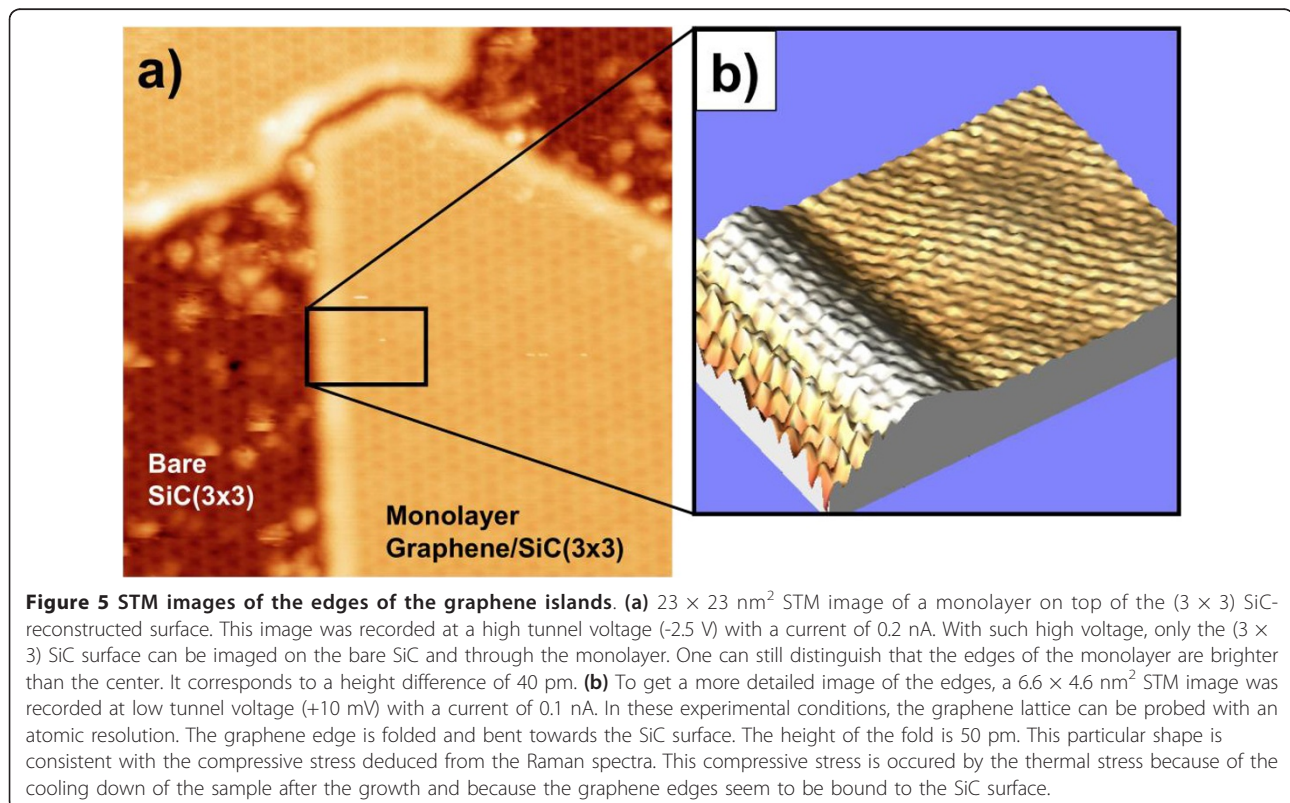 a)
b)
Bare
SiC(3x3)
Monolayer
Graphene/SiC(3x3)
Figure 5 STM images of the edges of the graphene islands. (a) 23 × 23 nm² STM image of a monolayer on top of the (3 × 3) SiC-
reconstructed surface. This image was recorded at a high tunnel voltage (-2.5 V) with a current of 0.2 nA. With such high voltage, only the (3 ×
3) SiC surface can be imaged on the bare SiC and through the monolayer. One can still distinguish that the edges of the monolayer are brighter
than the center. It corresponds to a height difference of 40 pm. (b) To get a more detailed image of the edges, a 6.6 × 4.6 nm² STM image was
recorded at low tunnel voltage (+10 mV) with a current of 0.1 nA. In these experimental conditions, the graphene lattice can be probed with an
atomic resolution. The graphene edge is folded and bent towards the SiC surface. The height of the fold is 50 pm. This particular shape is
consistent with the compressive stress deduced from the Raman spectra. This compressive stress is occured by the thermal stress because of the
cooling down of the sample after the growth and because the graphene edges seem to be bound to the SiC surface.